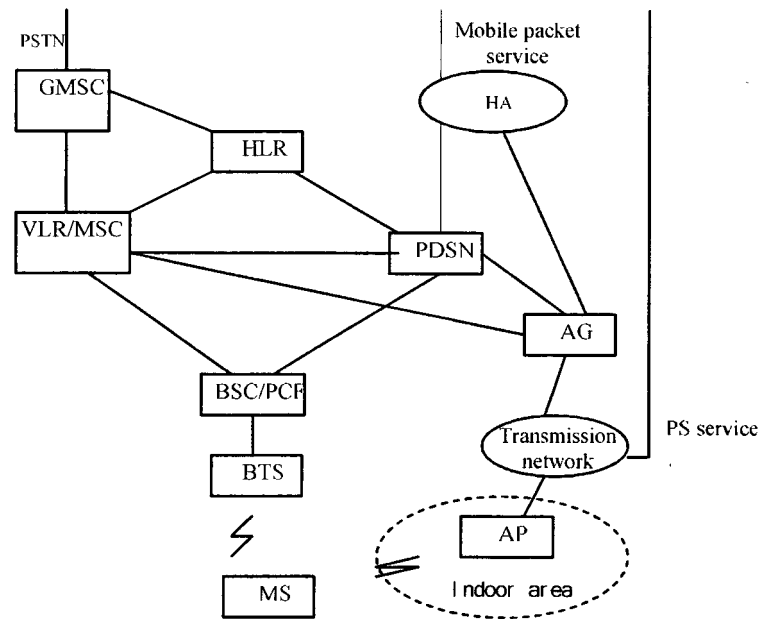 PSTN
Mobile packet
service
GMSC
HA
HLR
VLR/MSC
PDSN
AG
BSC/PCF
Transmission
network
PS service
BTS
AP
Indoor area
MS